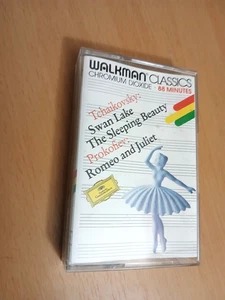 WALKMAN CLASSICS
CHROMIUM DIOXIDE · 88 MINUTES
Tchaikovsky:
Swan Lake
The Sleeping Beauty
Prokofiev:
Romeo and Juliet